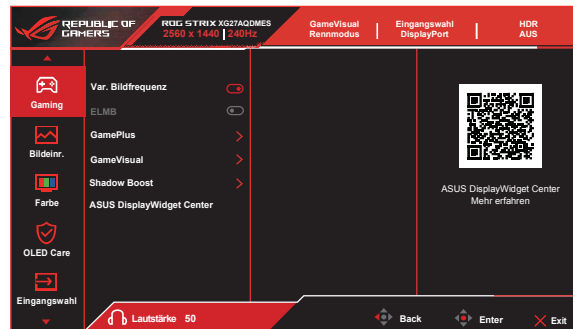 REPUBLIC OF
GAMERS
ROG STRIX XG27AQDMES
2560 x 1440 240Hz
GameVisual
Rennmodus
Eingangswahl
DisplayPort
HDR
AUS
Gaming
Bildeinr.
Farbe
OLED Care
Eingangswahl
Var. Bildfrequenz
ELMB
GamePlus
GameVisual
Shadow Boost
ASUS DisplayWidget Center
ASUS DisplayWidget Center
Mehr erfahren
Lautstärke 50
Back
Enter
Exit